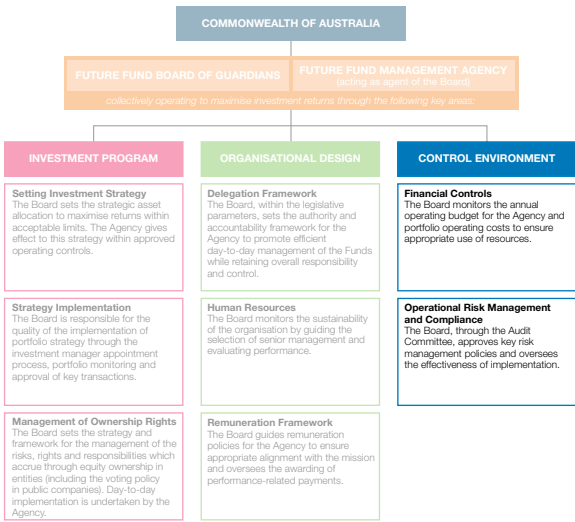 COMMONWEALTH OF AUSTRALIA
FUTURE FUND BOARD OF GUARDIANS
FUTURE FUND MANAGEMENT AGENCY
(acting as agent of the Board)
collectively operating to maximise investment returns through the following key areas:
INVESTMENT PROGRAM
Setting Investment Strategy
The Board sets the strategic asset
allocation to maximise returns within
acceptable limits. The Agency gives
effect to this strategy within approved
operating controls.
Strategy Implementation
The Board is responsible for the
quality of the implementation of
portfolio strategy through the
investment manager appointment
process, portfolio monitoring and
approval of key transactions.
Management of Ownership Rights
The Board sets the strategy and
framework for the management of the
risks, rights and responsibilities which
accrue through equity ownership in
entities (including the voting policy
in public companies). Day-to-day
implementation is undertaken by the
Agency.
ORGANISATIONAL DESIGN
Delegation Framework
The Board, within the legislative
parameters, sets the authority and
accountability framework for the
Agency to promote efficient
day-to-day management of the Funds
while retaining overall responsibility
and control.
Human Resources
The Board monitors the sustainability
of the organisation by guiding the
selection of senior management and
evaluating performance.
Remuneration Framework
The Board guides remuneration
policies for the Agency to ensure
appropriate alignment with the mission
and oversees the awarding of
performance-related payments.
CONTROL ENVIRONMENT
Financial Controls
The Board monitors the annual
operating budget for the Agency and
portfolio operating costs to ensure
appropriate use of resources.
Operational Risk Management
and Compliance
The Board, through the Audit
Committee, approves key risk
management policies and oversees
the effectiveness of implementation.